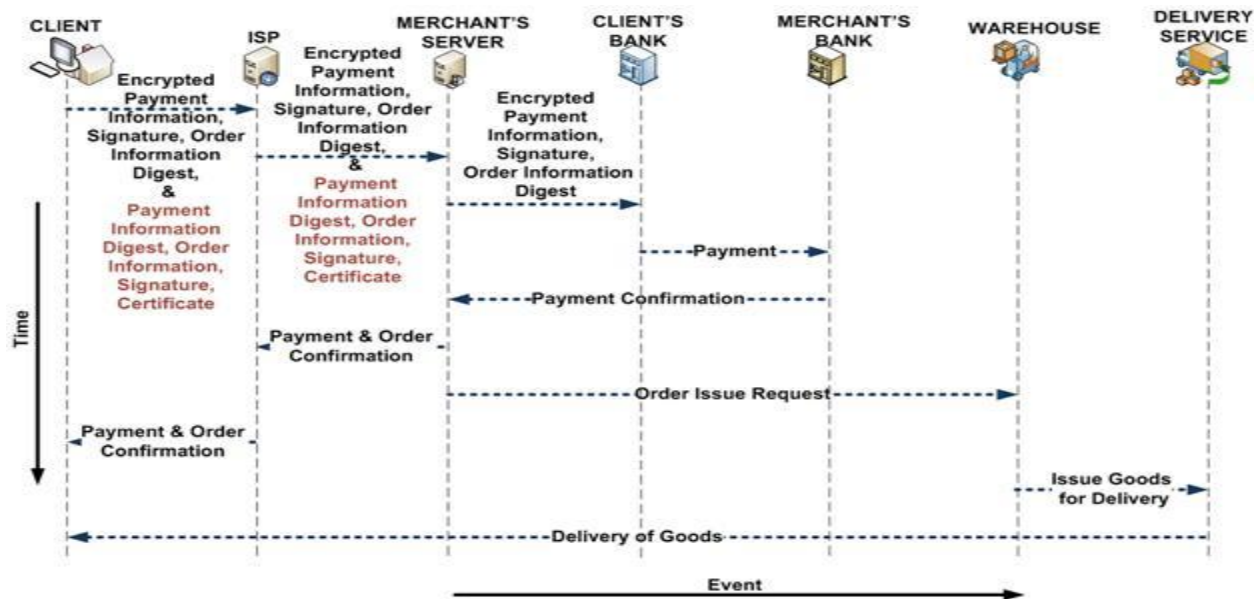 CLIENT
ISP
MERCHANT'S
SERVER
CLIENT'S
BANK
MERCHANT'S
BANK
WAREHOUSE
DELIVERY
SERVICE
Encrypted
Payment
Information,
Signature, Order
Information
Digest,
&
Payment
Information
Digest, Order
Information,
Signature,
Certificate
Encrypted
Payment
Information,
Signature, Order
Information
Digest,
&
Payment
Information
Digest, Order
Information,
Signature,
Certificate
Encrypted
Payment
Information,
Signature,
Order Information
Digest
Payment
Payment Confirmation
Payment & Order
Confirmation
Order Issue Request
Payment & Order
Confirmation
Issue Goods
for Delivery
Delivery of Goods
Time
Event